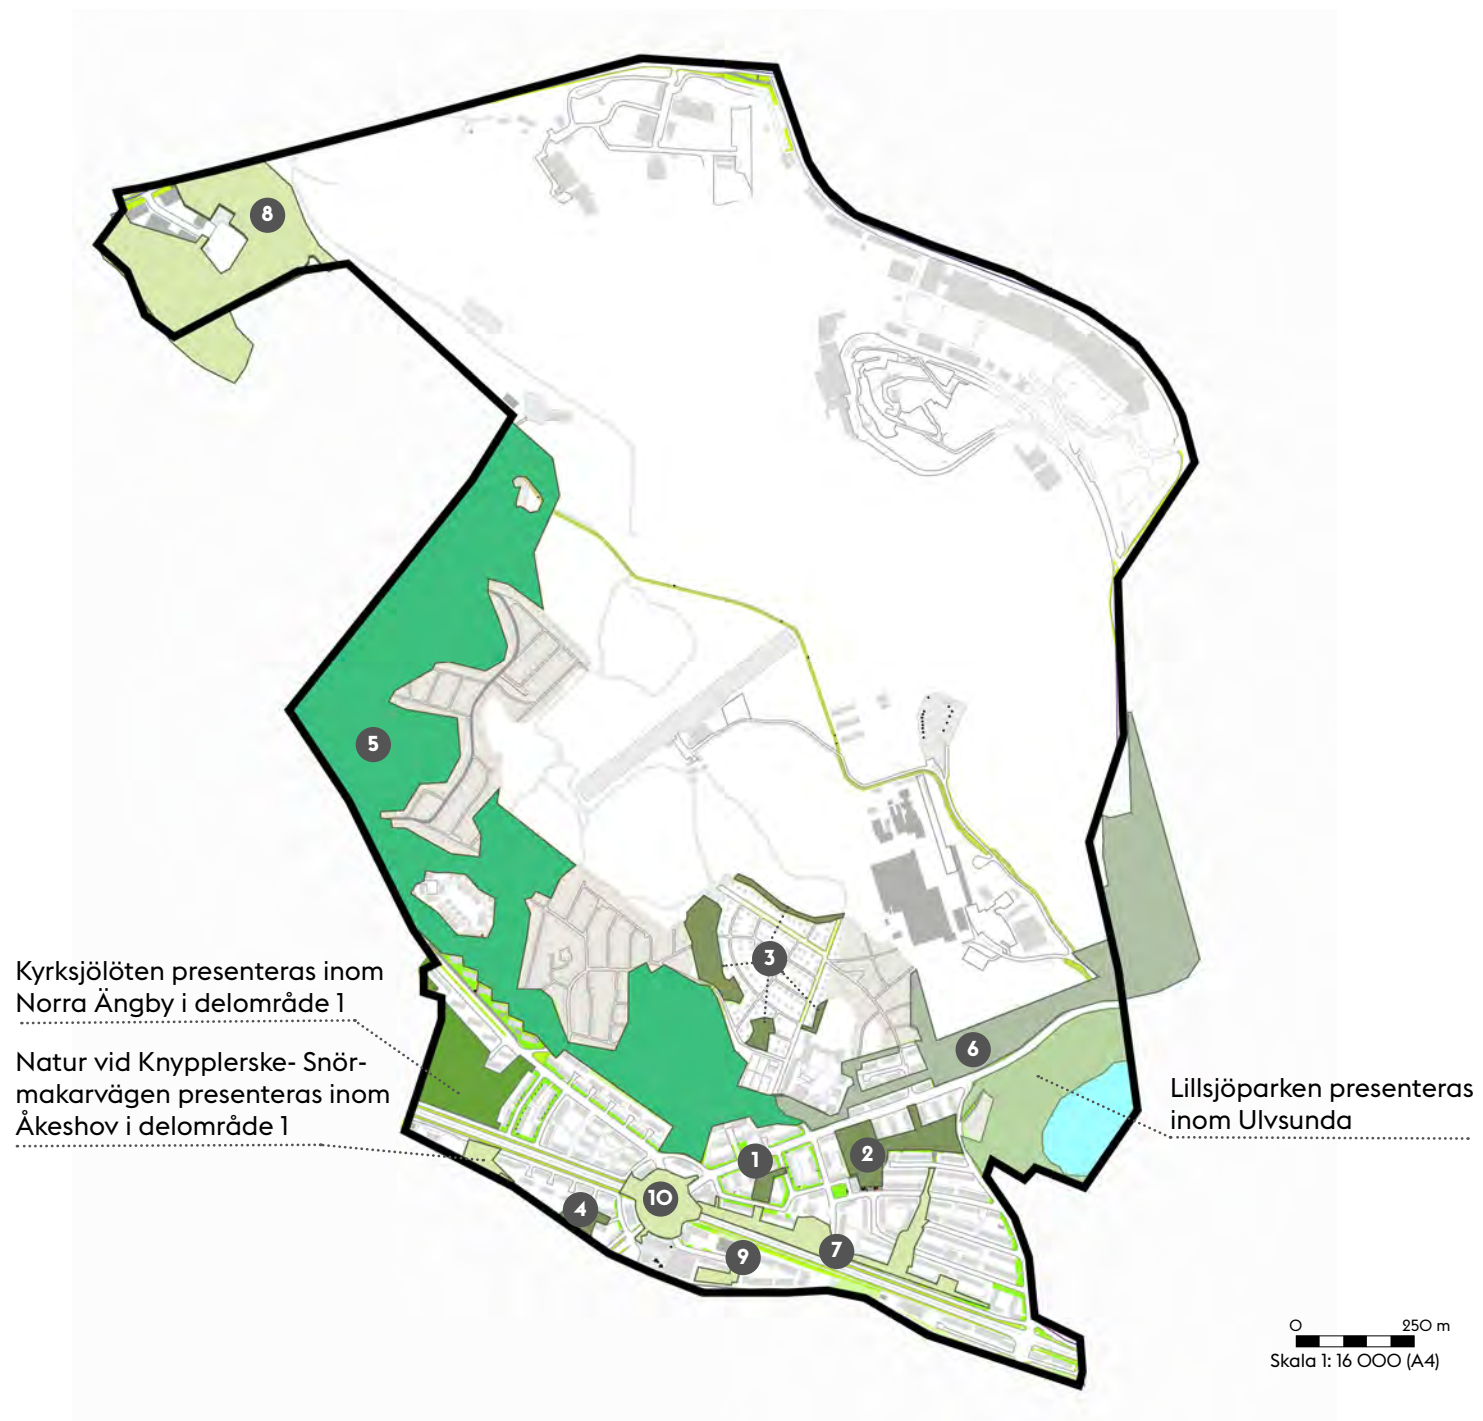 8
5
3
Kyrksjölöten presenteras inom
Norra Ängby i delområde 1
Natur vid Knypplerske- Snör-
makarvägen presenteras inom
Åkeshov i delområde 1
6
Lillsjöparken presenteras
inom Ulvsunda
1
2
10
4
7
9
0 250 m
Skala 1: 16 000 (A4)